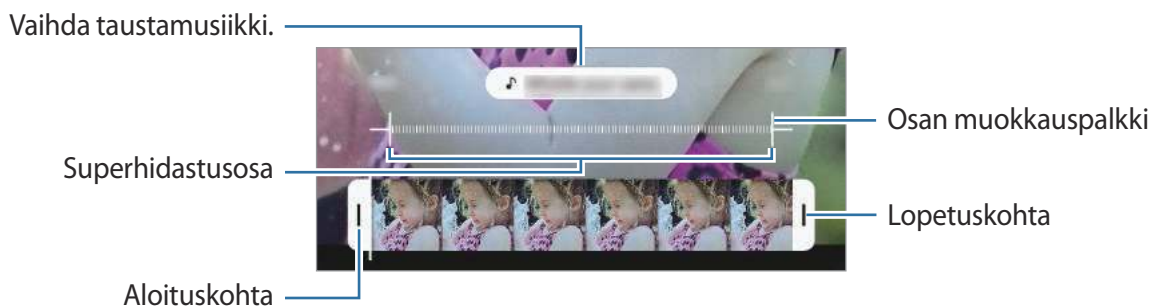 Vaihda taustamusiikki.
Osan muokkauspalkki
Superhidastusosa
Lopetuskohta
Aloituskohta